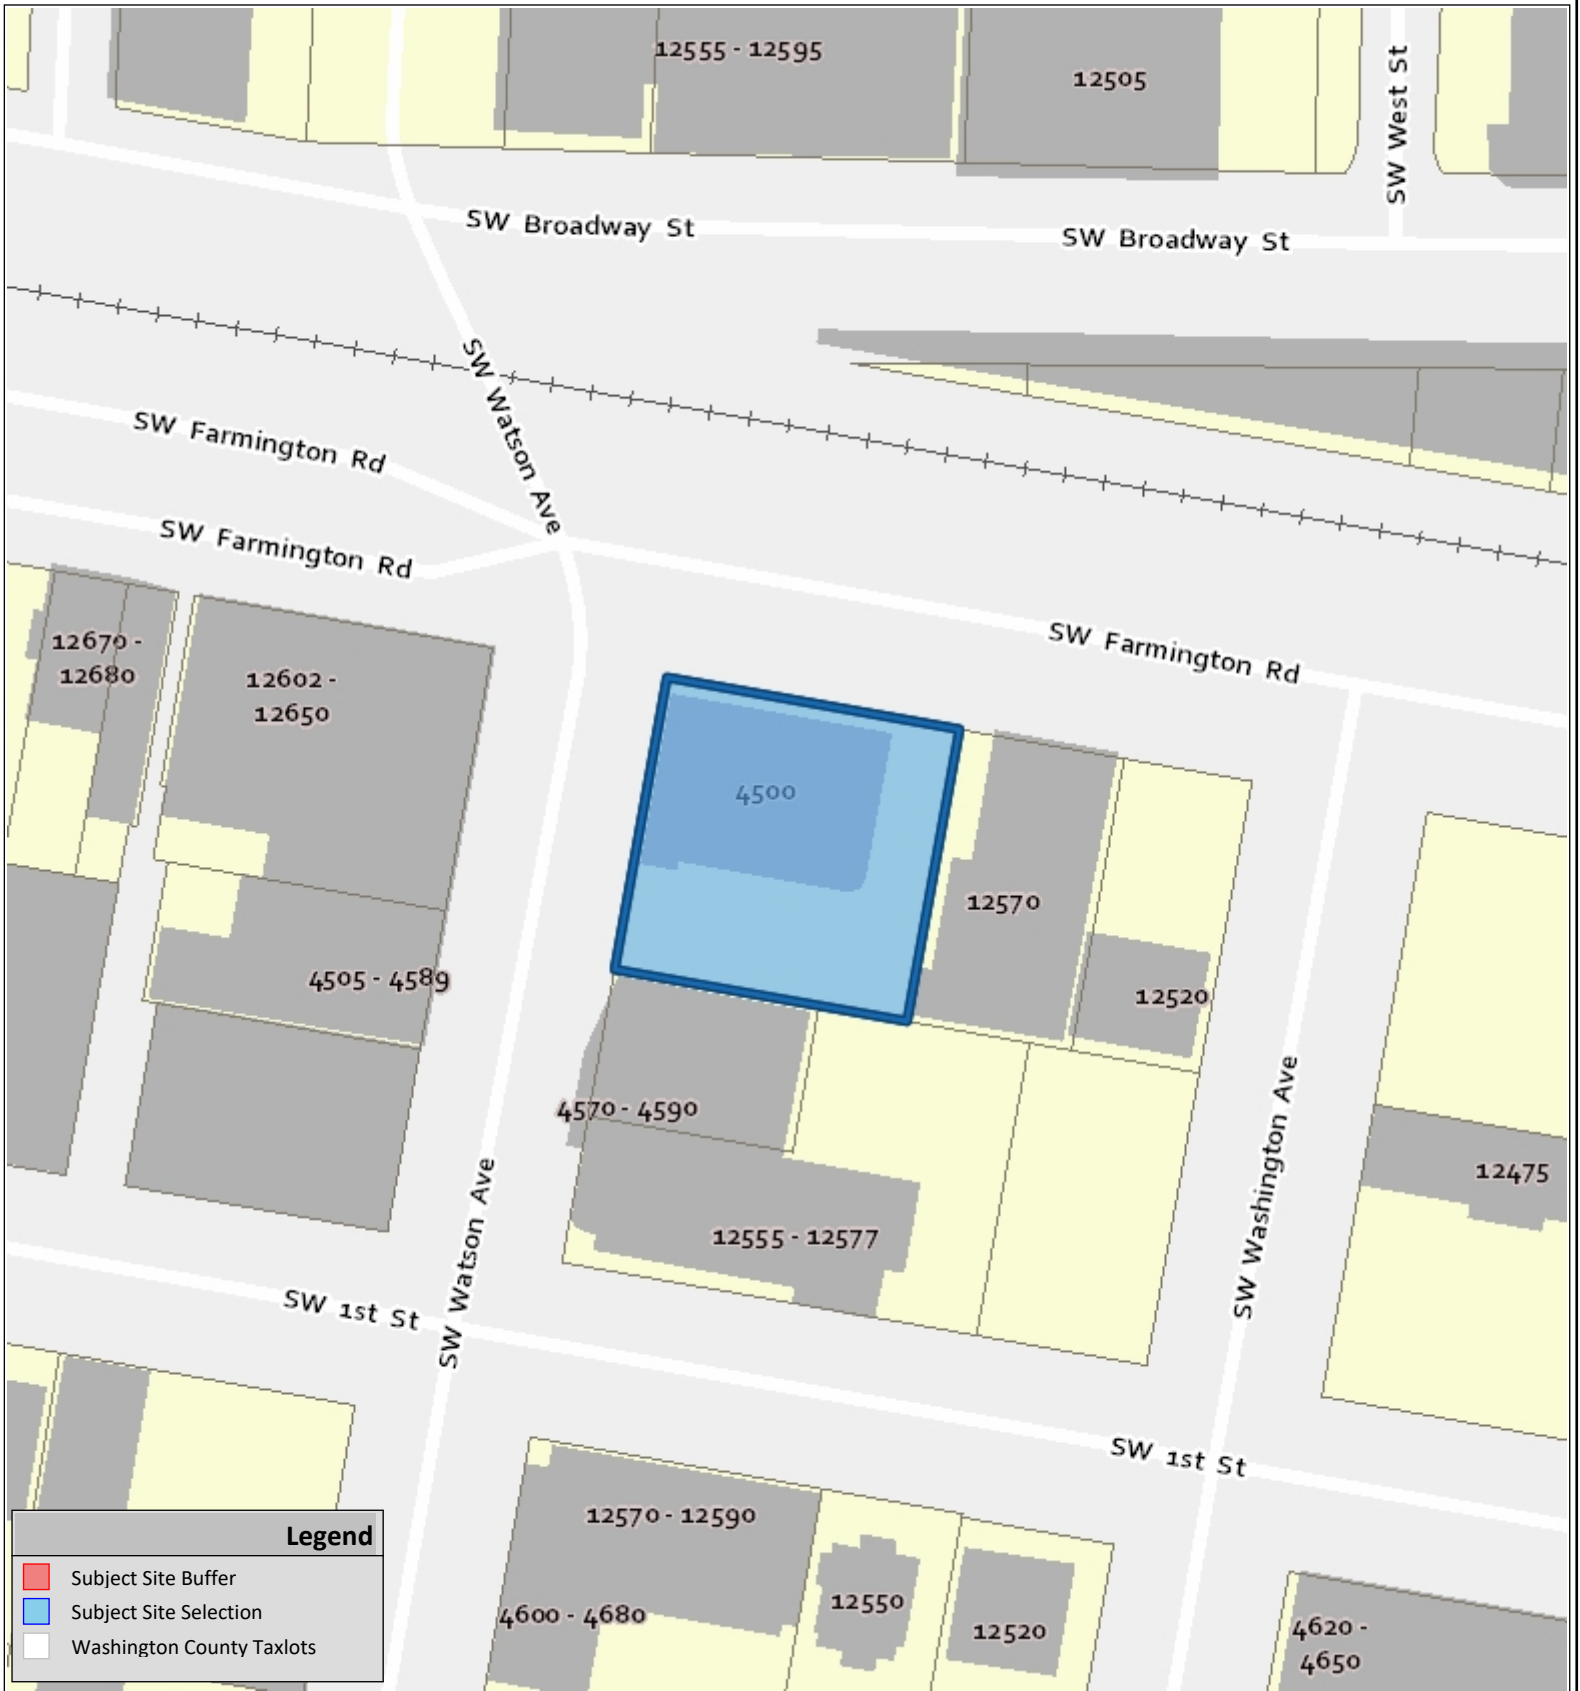 12555 - 12595
12505
SW West St
SW Broadway St
SW Broadway St
SW Watson Ave
SW Farmington Rd
SW Farmington Rd
SW Farmington Rd
12670 -
12680
12602 -
12650
4500
12570
4505 - 4589
12520
4570 - 4590
SW Washington Ave
12475
12555 - 12577
SW Watson Ave
SW 1st St
SW 1st St
12570 - 12590
4600 - 4680
12550
12520
4620 -
4650
Legend
Subject Site Buffer
Subject Site Selection
Washington County Taxlots